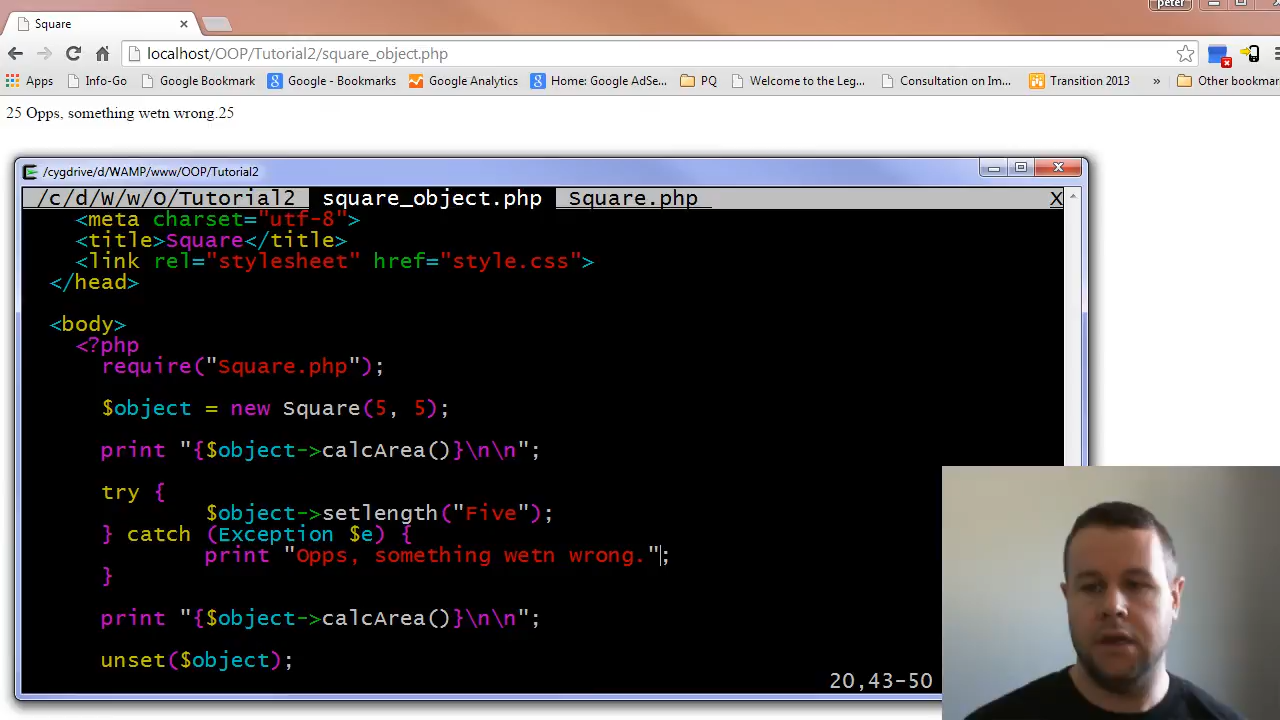 peter
Square
localhost/OOP/Tutorial2/square_object.php
Apps Info-Go Google Bookmark Google - Bookmarks Google Analytics Home: Google AdSe... PQ Welcome to the Leg... Consultation on Im... Transition 2013 » Other bookmar
25 Opps, something wetn wrong.25
/cygdrive/d/WAMP/www/OOP/Tutorial2
/c/d/W/w/O/Tutorial2 square_object.php Square.php X
<meta charset="utf-8">
<title>Square</title>
<link rel="stylesheet" href="style.css">
</head>
<body>
<?php
require("Square.php");
$object = new Square(5, 5);
print "{$object->calcArea()}\n\n";
try {
$object->setlength("Five");
} catch (Exception $e) {
print "Opps, something wetn wrong.";
}
print "{$object->calcArea()}\n\n";
unset($object);
20,43-50